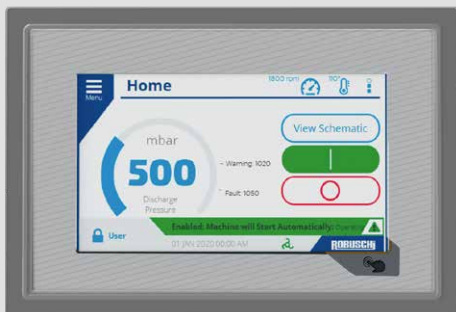 Menu
Home
1800 rpm
110°
View Schematic
mbar
500
Discharge
Pressure
- Warning: 1020
- Fault: 1050
Enabled: Machine will Start Automatically:
User
01 JAN 2020 00:00 AM
ROBUSCHI